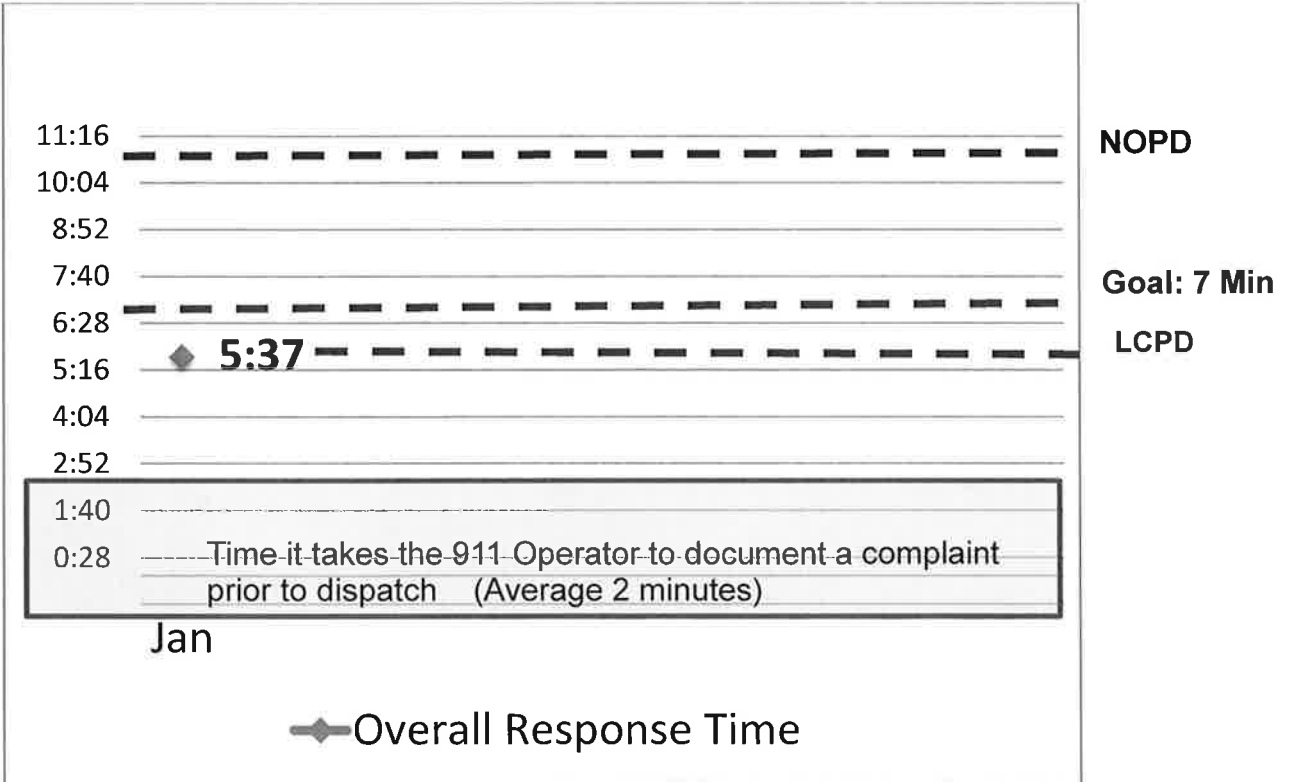 11:16
NOPD
10:04
8:52
7:40
Goal: 7 Min
6:28
LCPD
5:37
5:16
4:04
2:52
1:40
0:28
Time it takes the 911 Operator to document a complaint
prior to dispatch (Average 2 minutes)
Jan
Overall Response Time